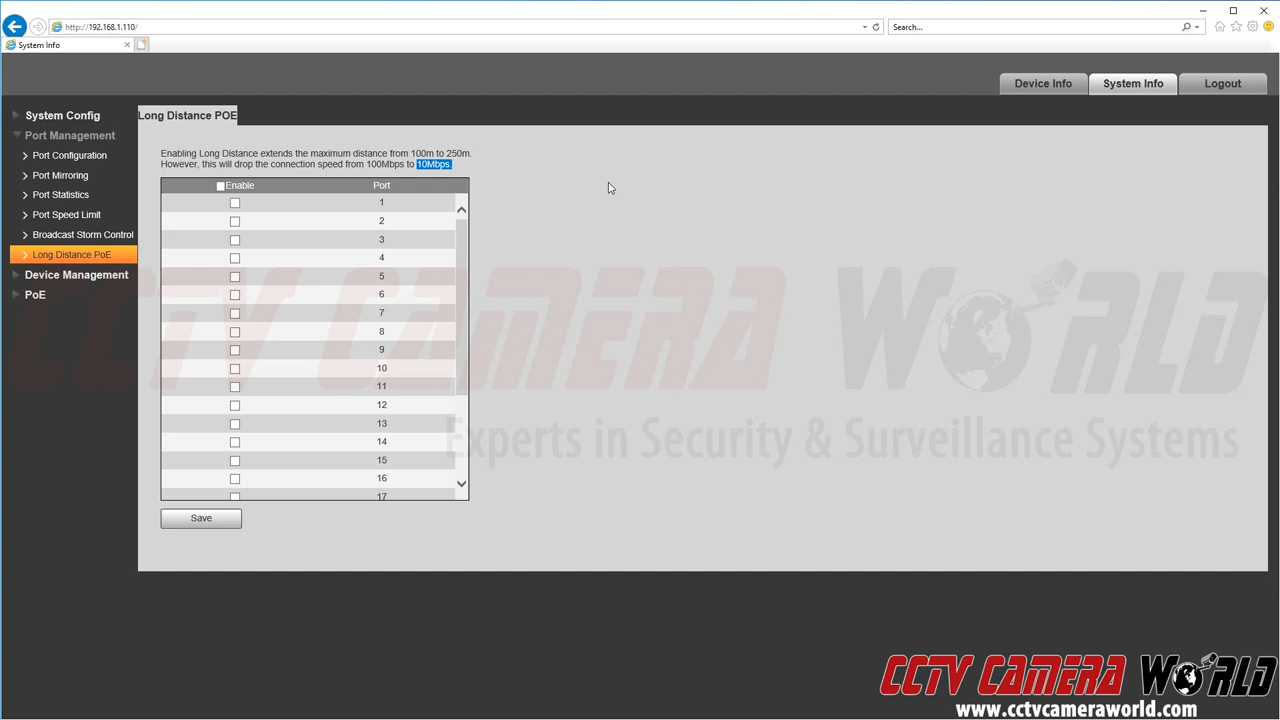 http://192.168.1.110/
Search...
System Info
Device Info
System Info
Logout
System Config
Port Management
Port Configuration
Port Mirroring
Port Statistics
Port Speed Limit
Broadcast Storm Control
Long Distance PoE
Device Management
PoE
Long Distance POE
Enabling Long Distance extends the maximum distance from 100m to 250m.
However, this will drop the connection speed from 100Mbps to 10Mbps.
Enable Port
1
2
3
4
5
6
7
8
9
10
11
12
13
14
15
16
17
Save
CCTV CAMERA WORLD
Experts in Security & Surveillance Systems
CCTV CAMERA WORLD
www.cctvcameraworld.com